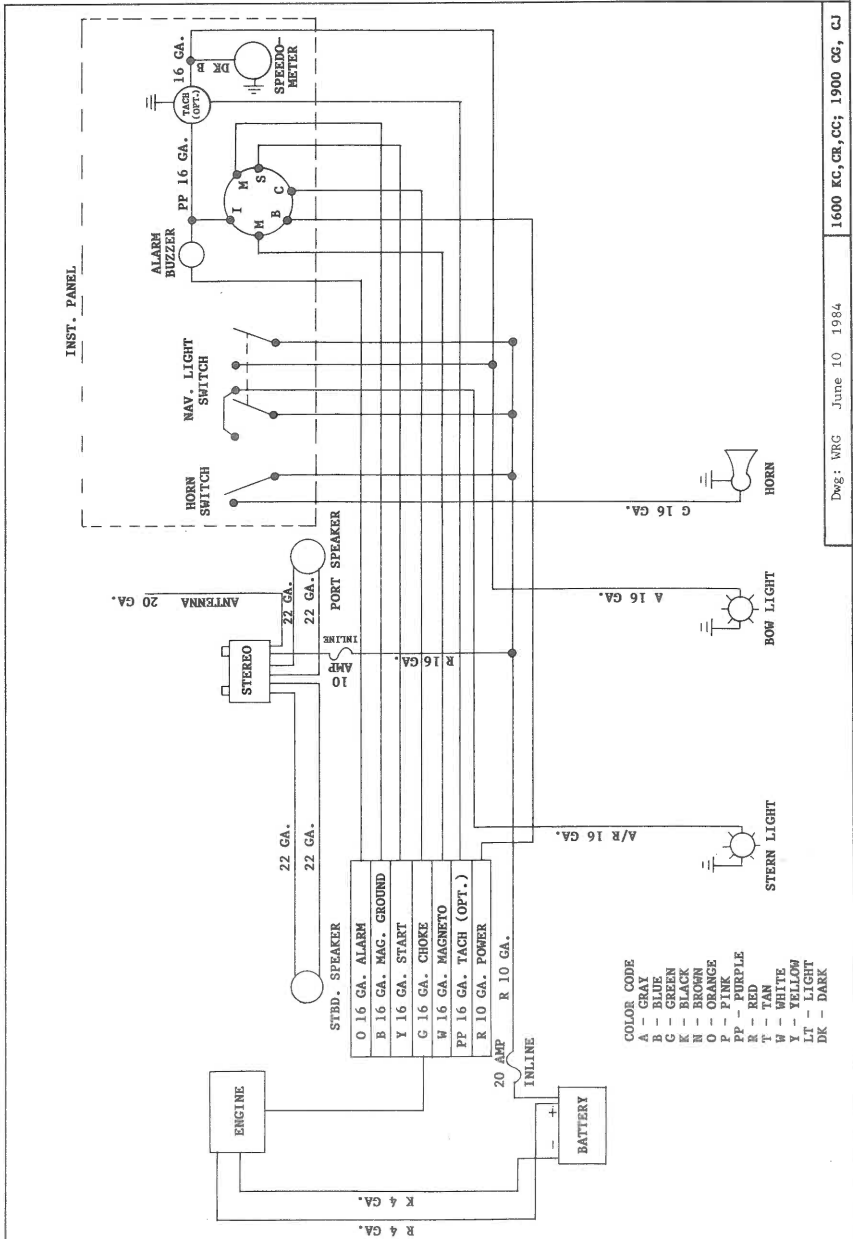 INST. PANEL
16 GA.
DK B
SPEEDO-
METER
TACH
(OPT.)
PP 16 GA.
ALARM
BUZZER
I
M
S
C
B
M
NAV. LIGHT
SWITCH
HORN
SWITCH
ANTENNA 20 GA.
22 GA.
22 GA.
PORT SPEAKER
STEREO
10
AMP
INLINE
R 16 GA.
22 GA.
22 GA.
STBD. SPEAKER
O 16 GA. ALARM
B 16 GA. MAG. GROUND
Y 16 GA. START
G 16 GA. CHOKE
W 16 GA. MAGNETO
PP 16 GA. TACH (OPT.)
R 10 GA. POWER
R 10 GA.
20 AMP
INLINE
ENGINE
BATTERY
- +
K 4 GA.
R 4 GA.
G 16 GA.
HORN
A 16 GA.
BOW LIGHT
A/R 16 GA.
STERN LIGHT
COLOR CODE
A - GRAY
B - BLUE
G - GREEN
K - BLACK
N - BROWN
O - ORANGE
P - PINK
PP - PURPLE
R - RED
T - TAN
W - WHITE
Y - YELLOW
LT - LIGHT
DK - DARK
Dwg: WRG June 10 1984
1600 KC,CR,CC; 1900 CG, CJ